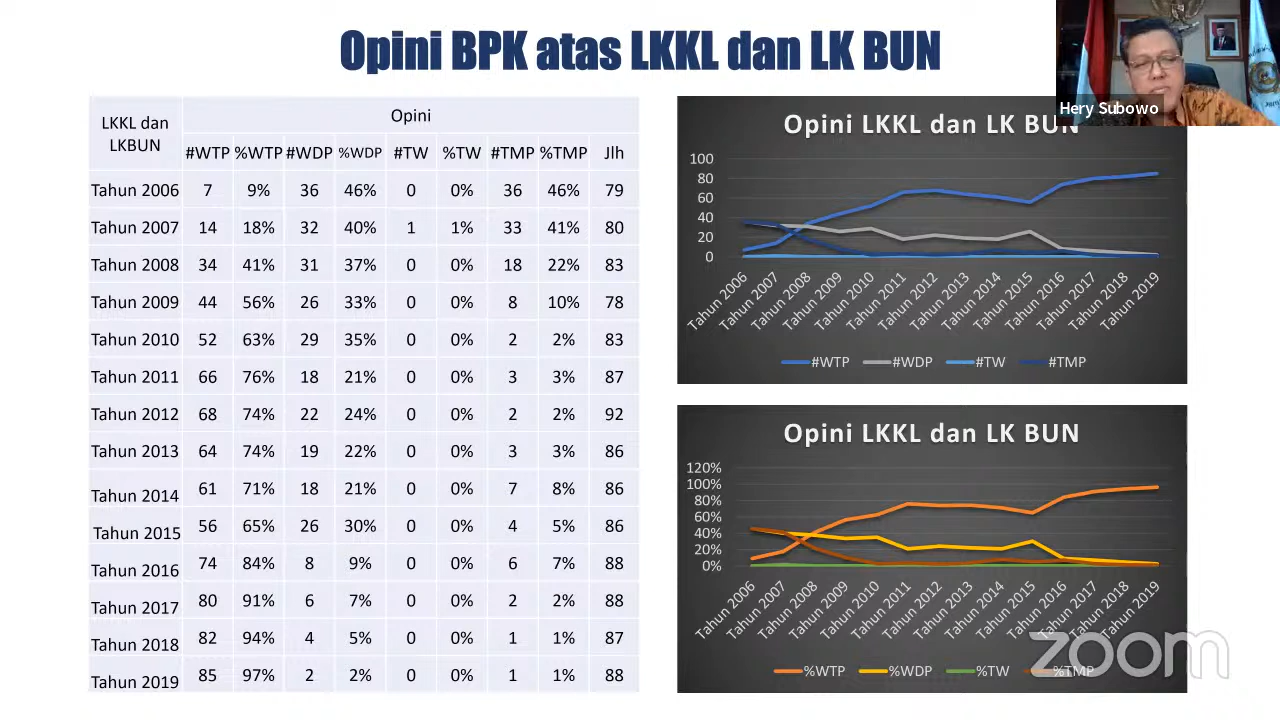 Opini BPK atas LKKL dan LK BUN
Hery Subowo
LKKL dan LKBUN Opini
#WTP %WTP #WDP %WDP #TW %TW #TMP %TMP Jlh
Tahun 2006 7 9% 36 46% 0 0% 36 46% 79
Tahun 2007 14 18% 32 40% 1 1% 33 41% 80
Tahun 2008 34 41% 31 37% 0 0% 18 22% 83
Tahun 2009 44 56% 26 33% 0 0% 8 10% 78
Tahun 2010 52 63% 29 35% 0 0% 2 2% 83
Tahun 2011 66 76% 18 21% 0 0% 3 3% 87
Tahun 2012 68 74% 22 24% 0 0% 2 2% 92
Tahun 2013 64 74% 19 22% 0 0% 3 3% 86
Tahun 2014 61 71% 18 21% 0 0% 7 8% 86
Tahun 2015 56 65% 26 30% 0 0% 4 5% 86
Tahun 2016 74 84% 8 9% 0 0% 6 7% 88
Tahun 2017 80 91% 6 7% 0 0% 2 2% 88
Tahun 2018 82 94% 4 5% 0 0% 1 1% 87
Tahun 2019 85 97% 2 2% 0 0% 1 1% 88
Opini LKKL dan LK BUN
100
80
60
40
20
0
Tahun 2006 Tahun 2007 Tahun 2008 Tahun 2009 Tahun 2010 Tahun 2011 Tahun 2012 Tahun 2013 Tahun 2014 Tahun 2015 Tahun 2016 Tahun 2017 Tahun 2018 Tahun 2019
#WTP #WDP #TW #TMP
Opini LKKL dan LK BUN
120%
100%
80%
60%
40%
20%
0%
Tahun 2006 Tahun 2007 Tahun 2008 Tahun 2009 Tahun 2010 Tahun 2011 Tahun 2012 Tahun 2013 Tahun 2014 Tahun 2015 Tahun 2016 Tahun 2017 Tahun 2018 Tahun 2019
%WTP %WDP %TW %TMP
zoom